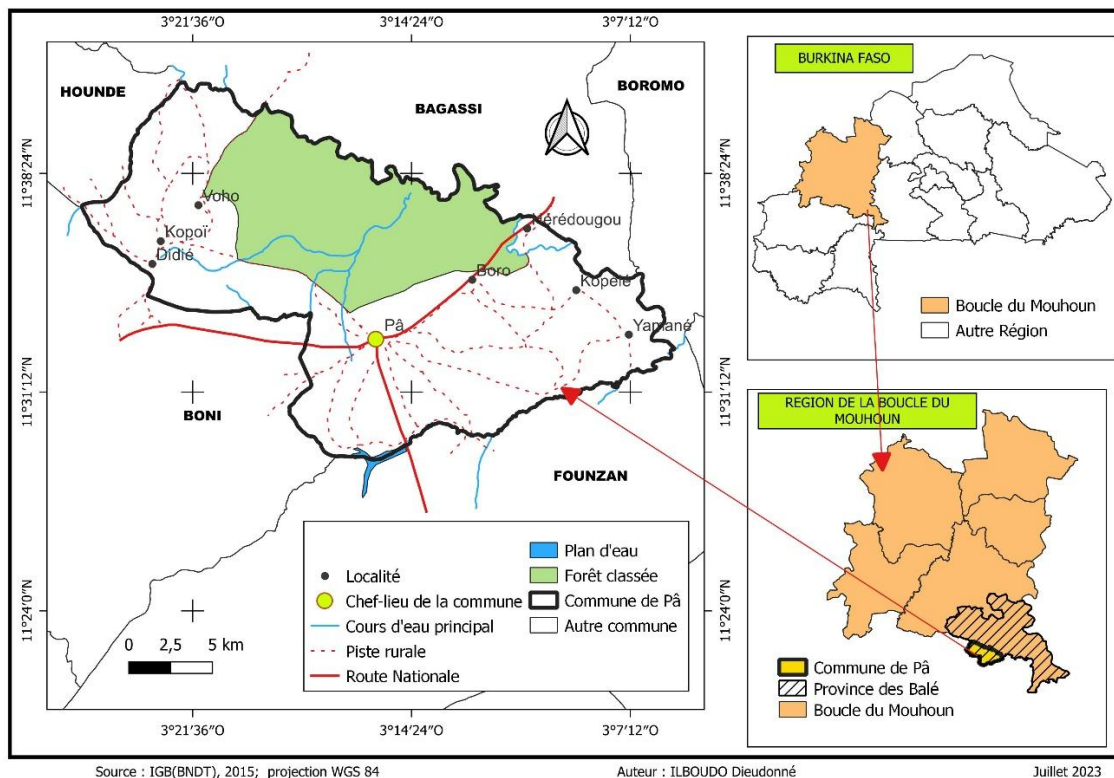 3°21'36"O
3°14'24"O
3°7'12"O
HOUNDE
BAGASSI
BOROMO
11°38'24"N
11°38'24"N
Voho
Kopoï
Didié
Hérédougou
Boro
Kopélé
Pâ
Yamané
11°31'12"N
11°31'12"N
BONI
FOUNZAN
Localité
Chef-lieu de la commune
Cours d'eau principal
Piste rurale
Route Nationale
Plan d'eau
Forêt classée
Commune de Pâ
Autre commune
11°24'0"N
11°24'0"N
0 2,5 5 km
3°21'36"O
3°14'24"O
3°7'12"O
BURKINA FASO
Boucle du Mouhoun
Autre Région
REGION DE LA BOUCLE DU
MOUHOUN
Commune de Pâ
Province des Balé
Boucle du Mouhoun
Source : IGB(BNDT), 2015; projection WGS 84
Auteur : ILBOUDO Dieudonné
Juillet 2023